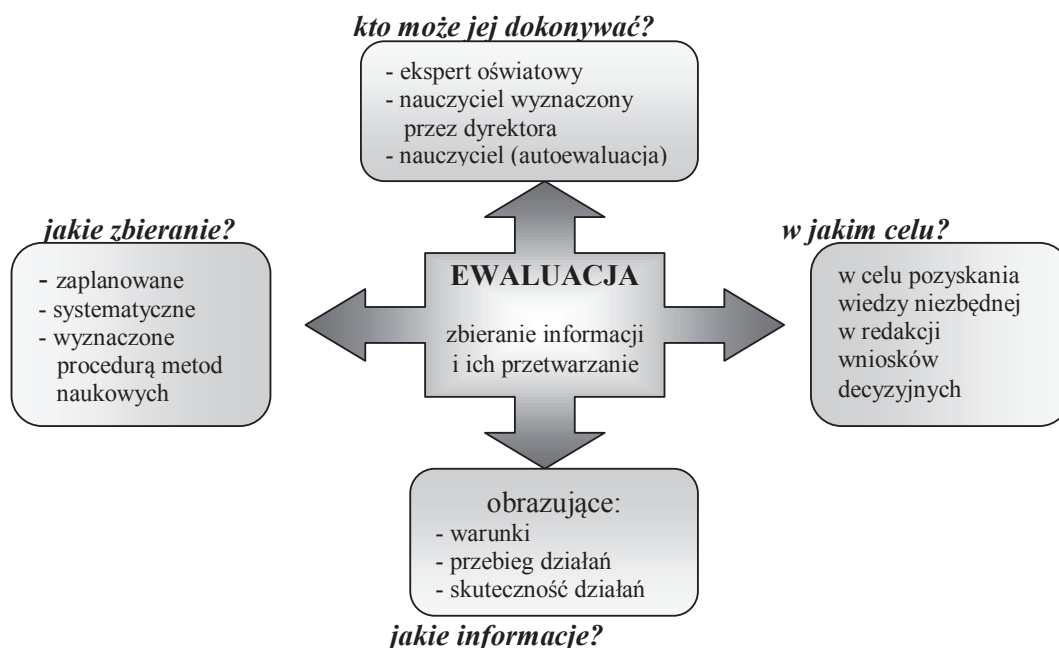 kto może jej dokonywać?
- ekspert oświatowy
- nauczyciel wyznaczony
przez dyrektora
- nauczyciel (autoewaluacja)
jakie zbieranie?
- zaplanowane
- systematyczne
- wyznaczone
procedurą metod
naukowych
EWALUACJA
zbieranie informacji
i ich przetwarzanie
w jakim celu?
w celu pozyskania
wiedzy niezbędnej
w redakcji
wniosków
decyzyjnych
obrazujące:
- warunki
- przebieg działań
- skuteczność działań
jakie informacje?